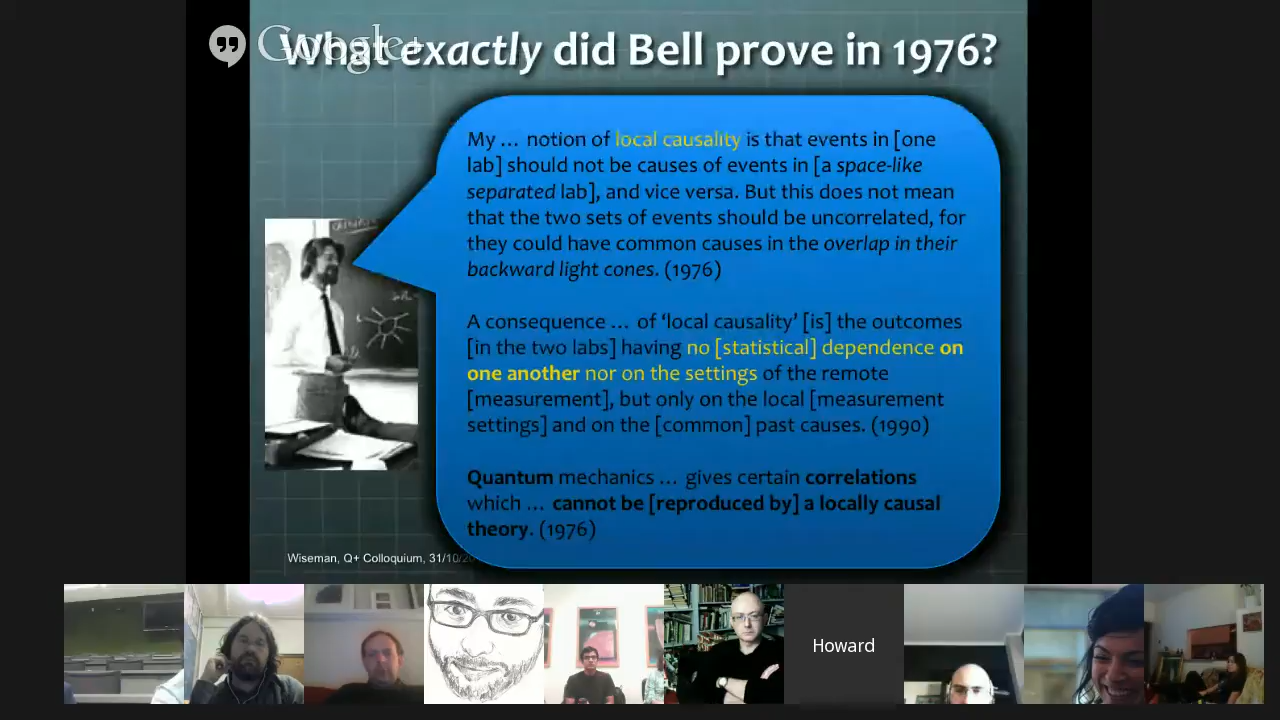 Google+
What exactly did Bell prove in 1976?
My … notion of local causality is that events in [one
lab] should not be causes of events in [a space-like
separated lab], and vice versa. But this does not mean
that the two sets of events should be uncorrelated, for
they could have common causes in the overlap in their
backward light cones. (1976)
A consequence … of ‘local causality’ [is] the outcomes
[in the two labs] having no [statistical] dependence on
one another nor on the settings of the remote
[measurement], but only on the local [measurement
settings] and on the [common] past causes. (1990)
Quantum mechanics … gives certain correlations
which … cannot be [reproduced by] a locally causal
theory. (1976)
Wiseman, Q+ Colloquium, 31/10/20
Howard